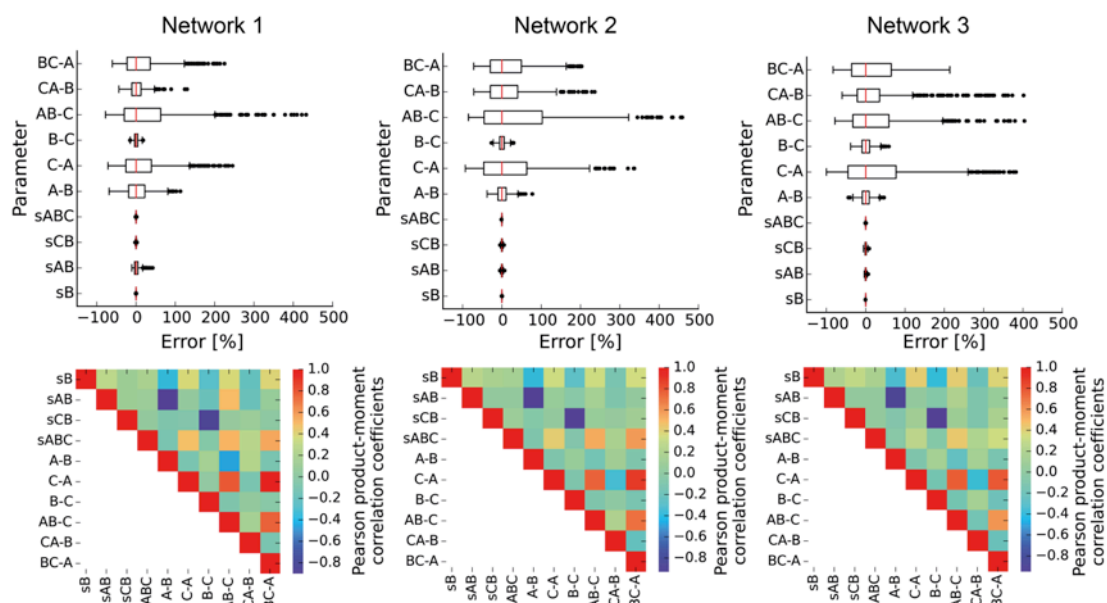 Network 1
Network 2
Network 3
Parameter
BC-A
CA-B
AB-C
B-C
C-A
A-B
sABC
sCB
sAB
sB
−100 0 100 200 300 400 500
Error [%]
Parameter
BC-A
CA-B
AB-C
B-C
C-A
A-B
sABC
sCB
sAB
sB
−100 0 100 200 300 400 500
Error [%]
Parameter
BC-A
CA-B
AB-C
B-C
C-A
A-B
sABC
sCB
sAB
sB
−100 0 100 200 300 400 500
Error [%]
sB
sAB
sCB
sABC
A-B
C-A
B-C
AB-C
CA-B
BC-A
sB sAB sCB ABC A-B C-A B-C AB-C CA-B BC-A
1.0
0.8
0.6
0.4
0.2
0.0
−0.2
−0.4
−0.6
−0.8
Pearson product-moment
correlation coefficients
sB
sAB
sCB
sABC
A-B
C-A
B-C
AB-C
CA-B
BC-A
sB sAB sCB ABC A-B C-A B-C AB-C CA-B BC-A
1.0
0.8
0.6
0.4
0.2
0.0
−0.2
−0.4
−0.6
−0.8
Pearson product-moment
correlation coefficients
sB
sAB
sCB
sABC
A-B
C-A
B-C
AB-C
CA-B
BC-A
sB sAB sCB ABC A-B C-A B-C AB-C CA-B BC-A
1.0
0.8
0.6
0.4
0.2
0.0
−0.2
−0.4
−0.6
−0.8
Pearson product-moment
correlation coefficients